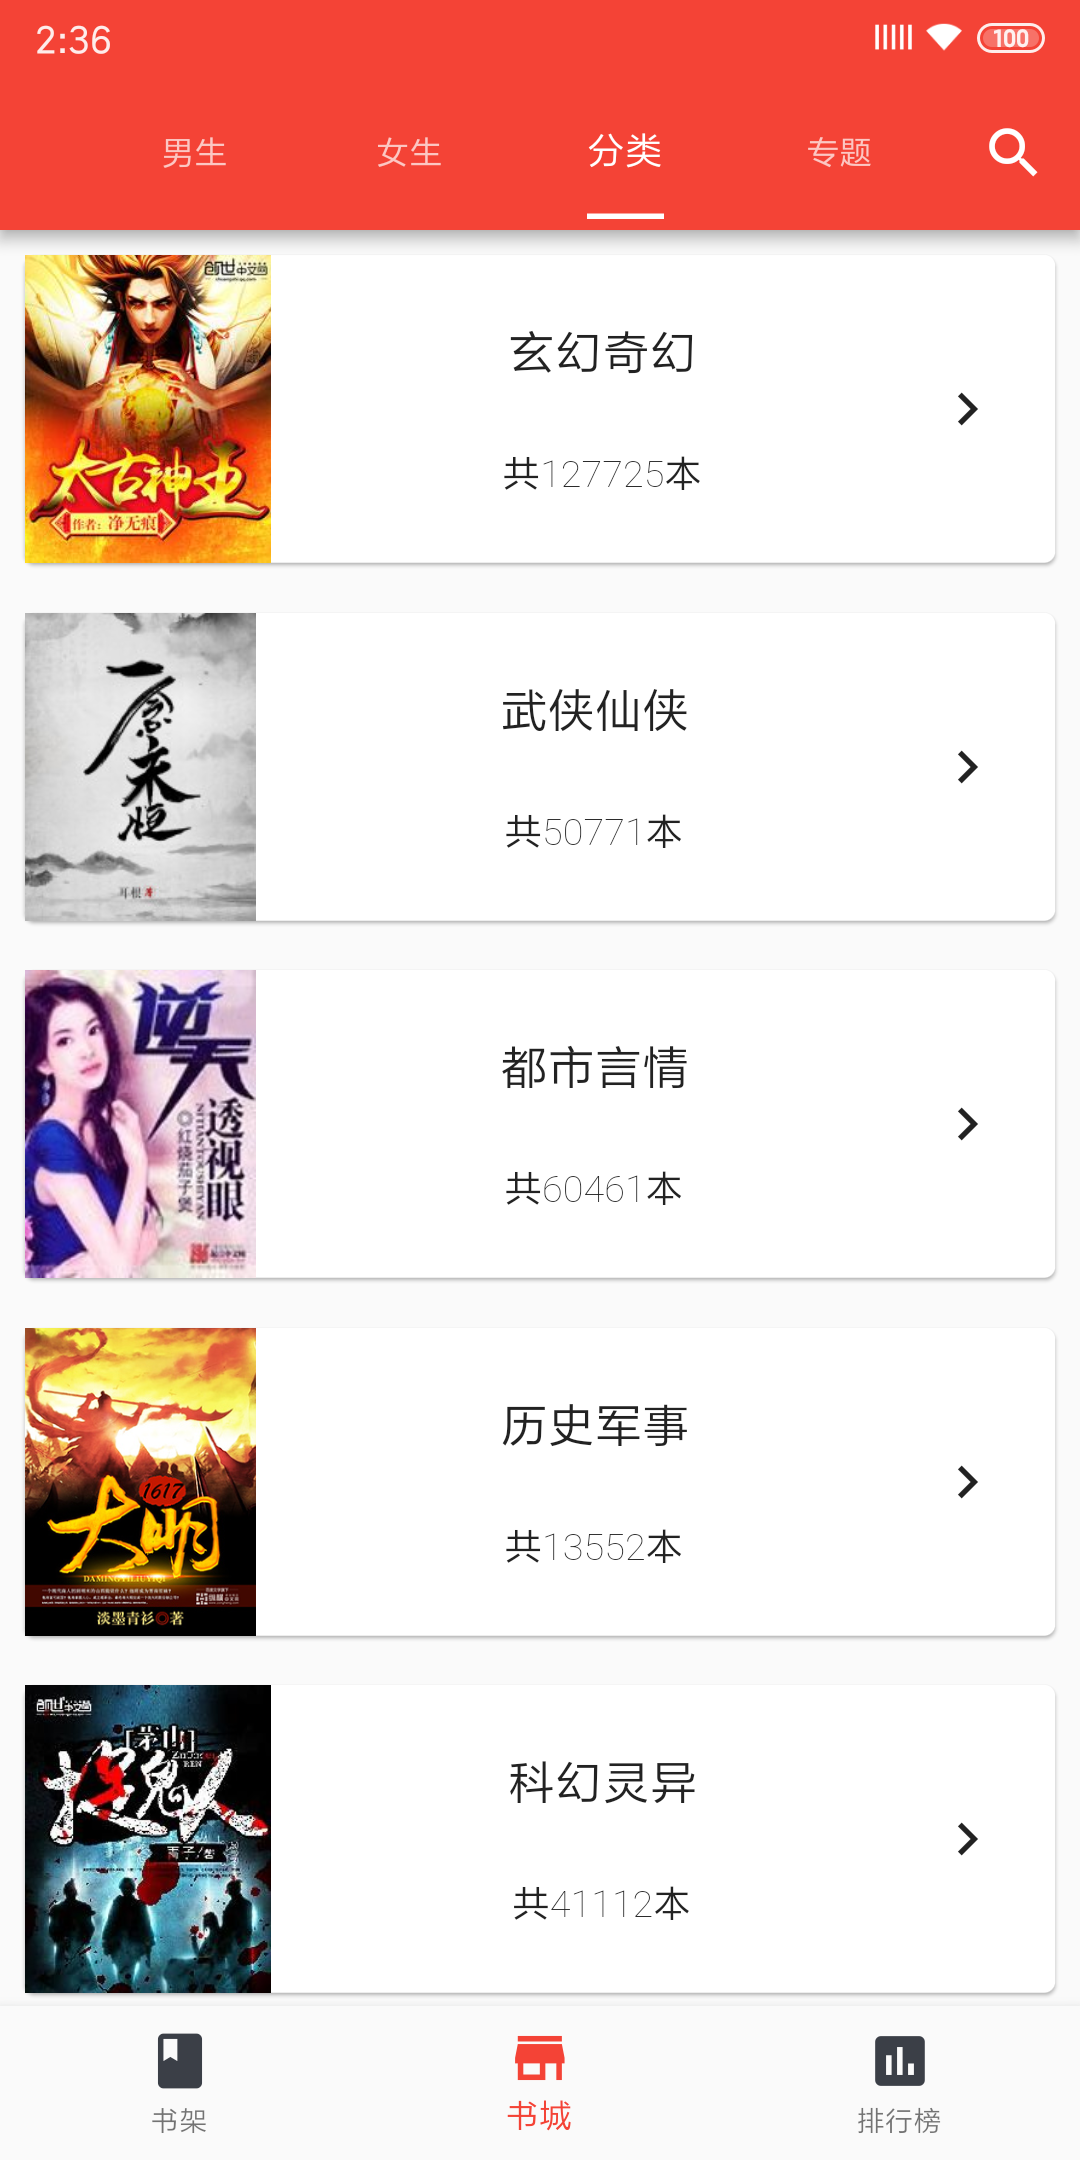 2:36
100
男生
女生
分类
专题
创世中文网
太古神王
作者：净无痕
玄幻奇幻
共127725本
一念永恒
耳根 著
武侠仙侠
共50771本
逆天
透视眼
NITIANTOUSHIYAN
红烧茄子煲
都市言情
共60461本
1617
大明
淡墨青衫 著
历史军事
共13552本
创世中文网
茅山
捉鬼人
青子/著
科幻灵异
共41112本
书架
书城
排行榜